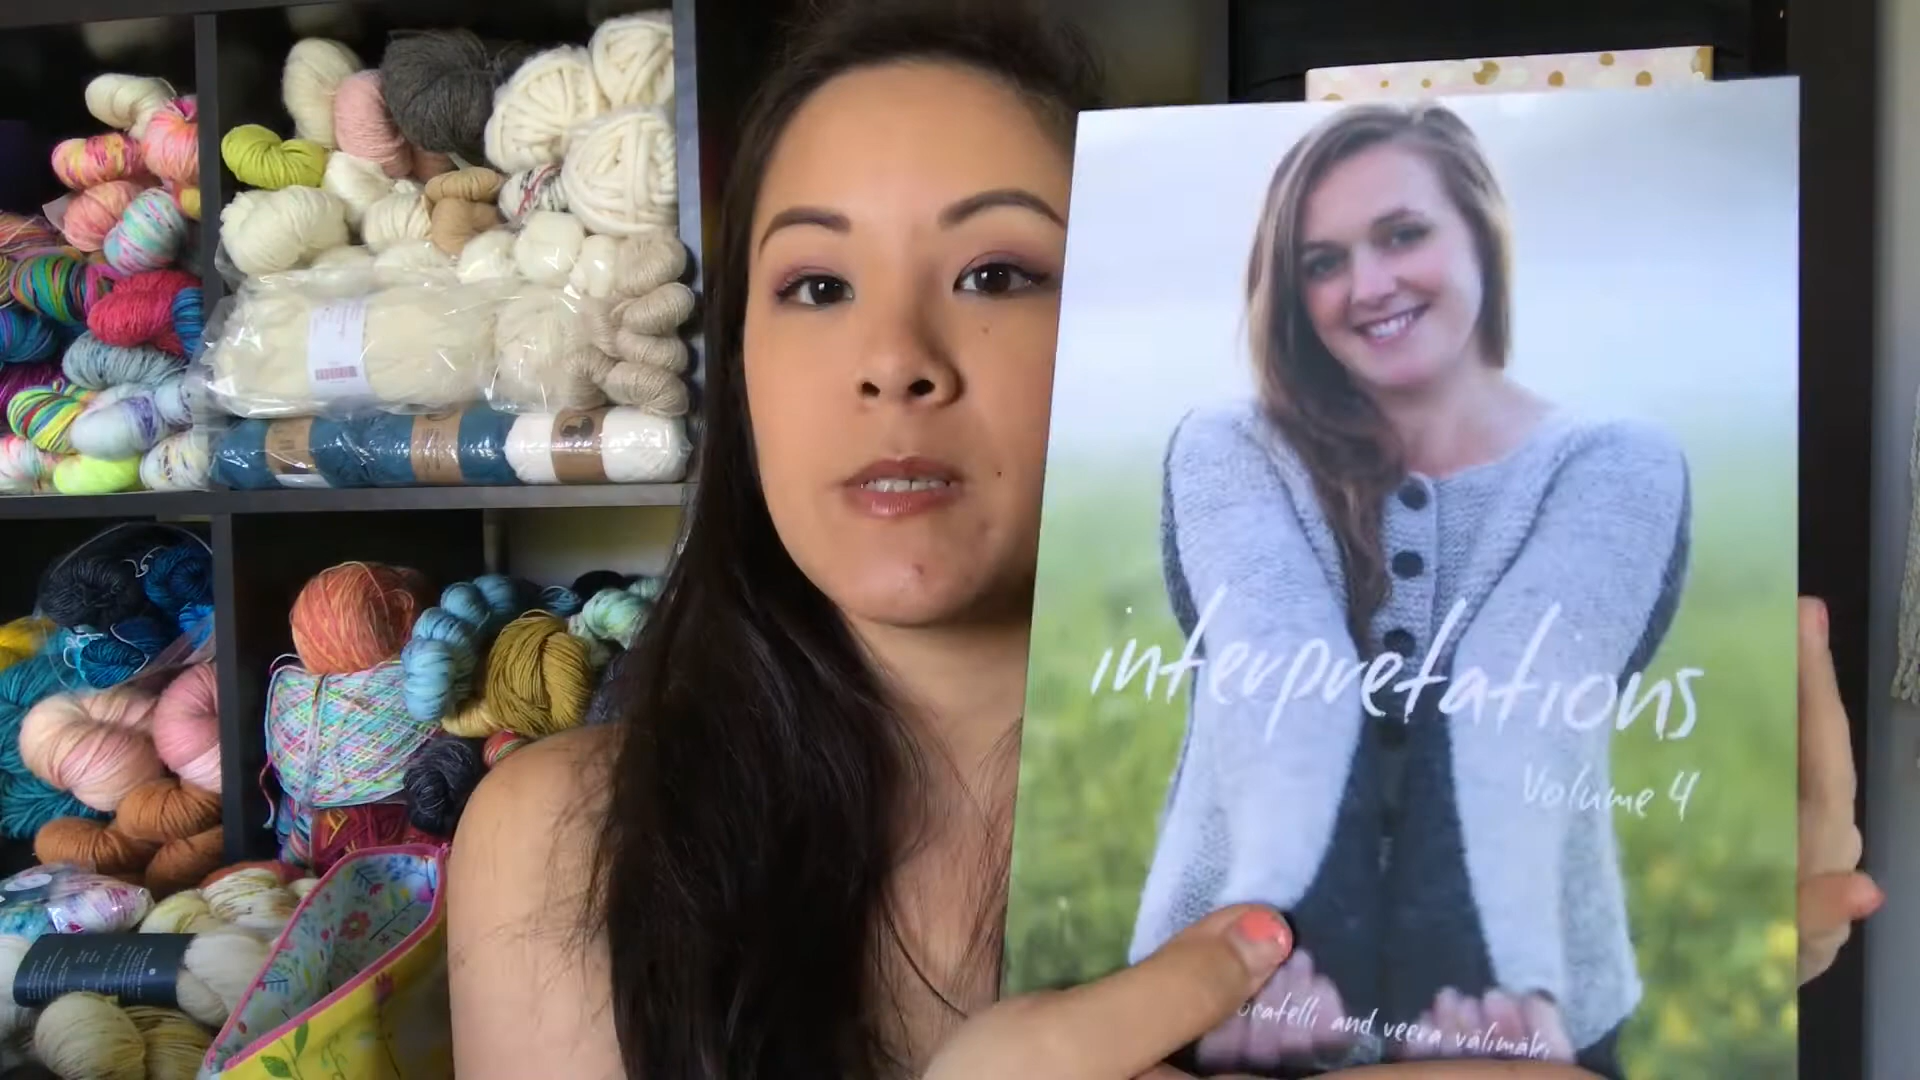 interpretations
volume 4
and veera välimäki